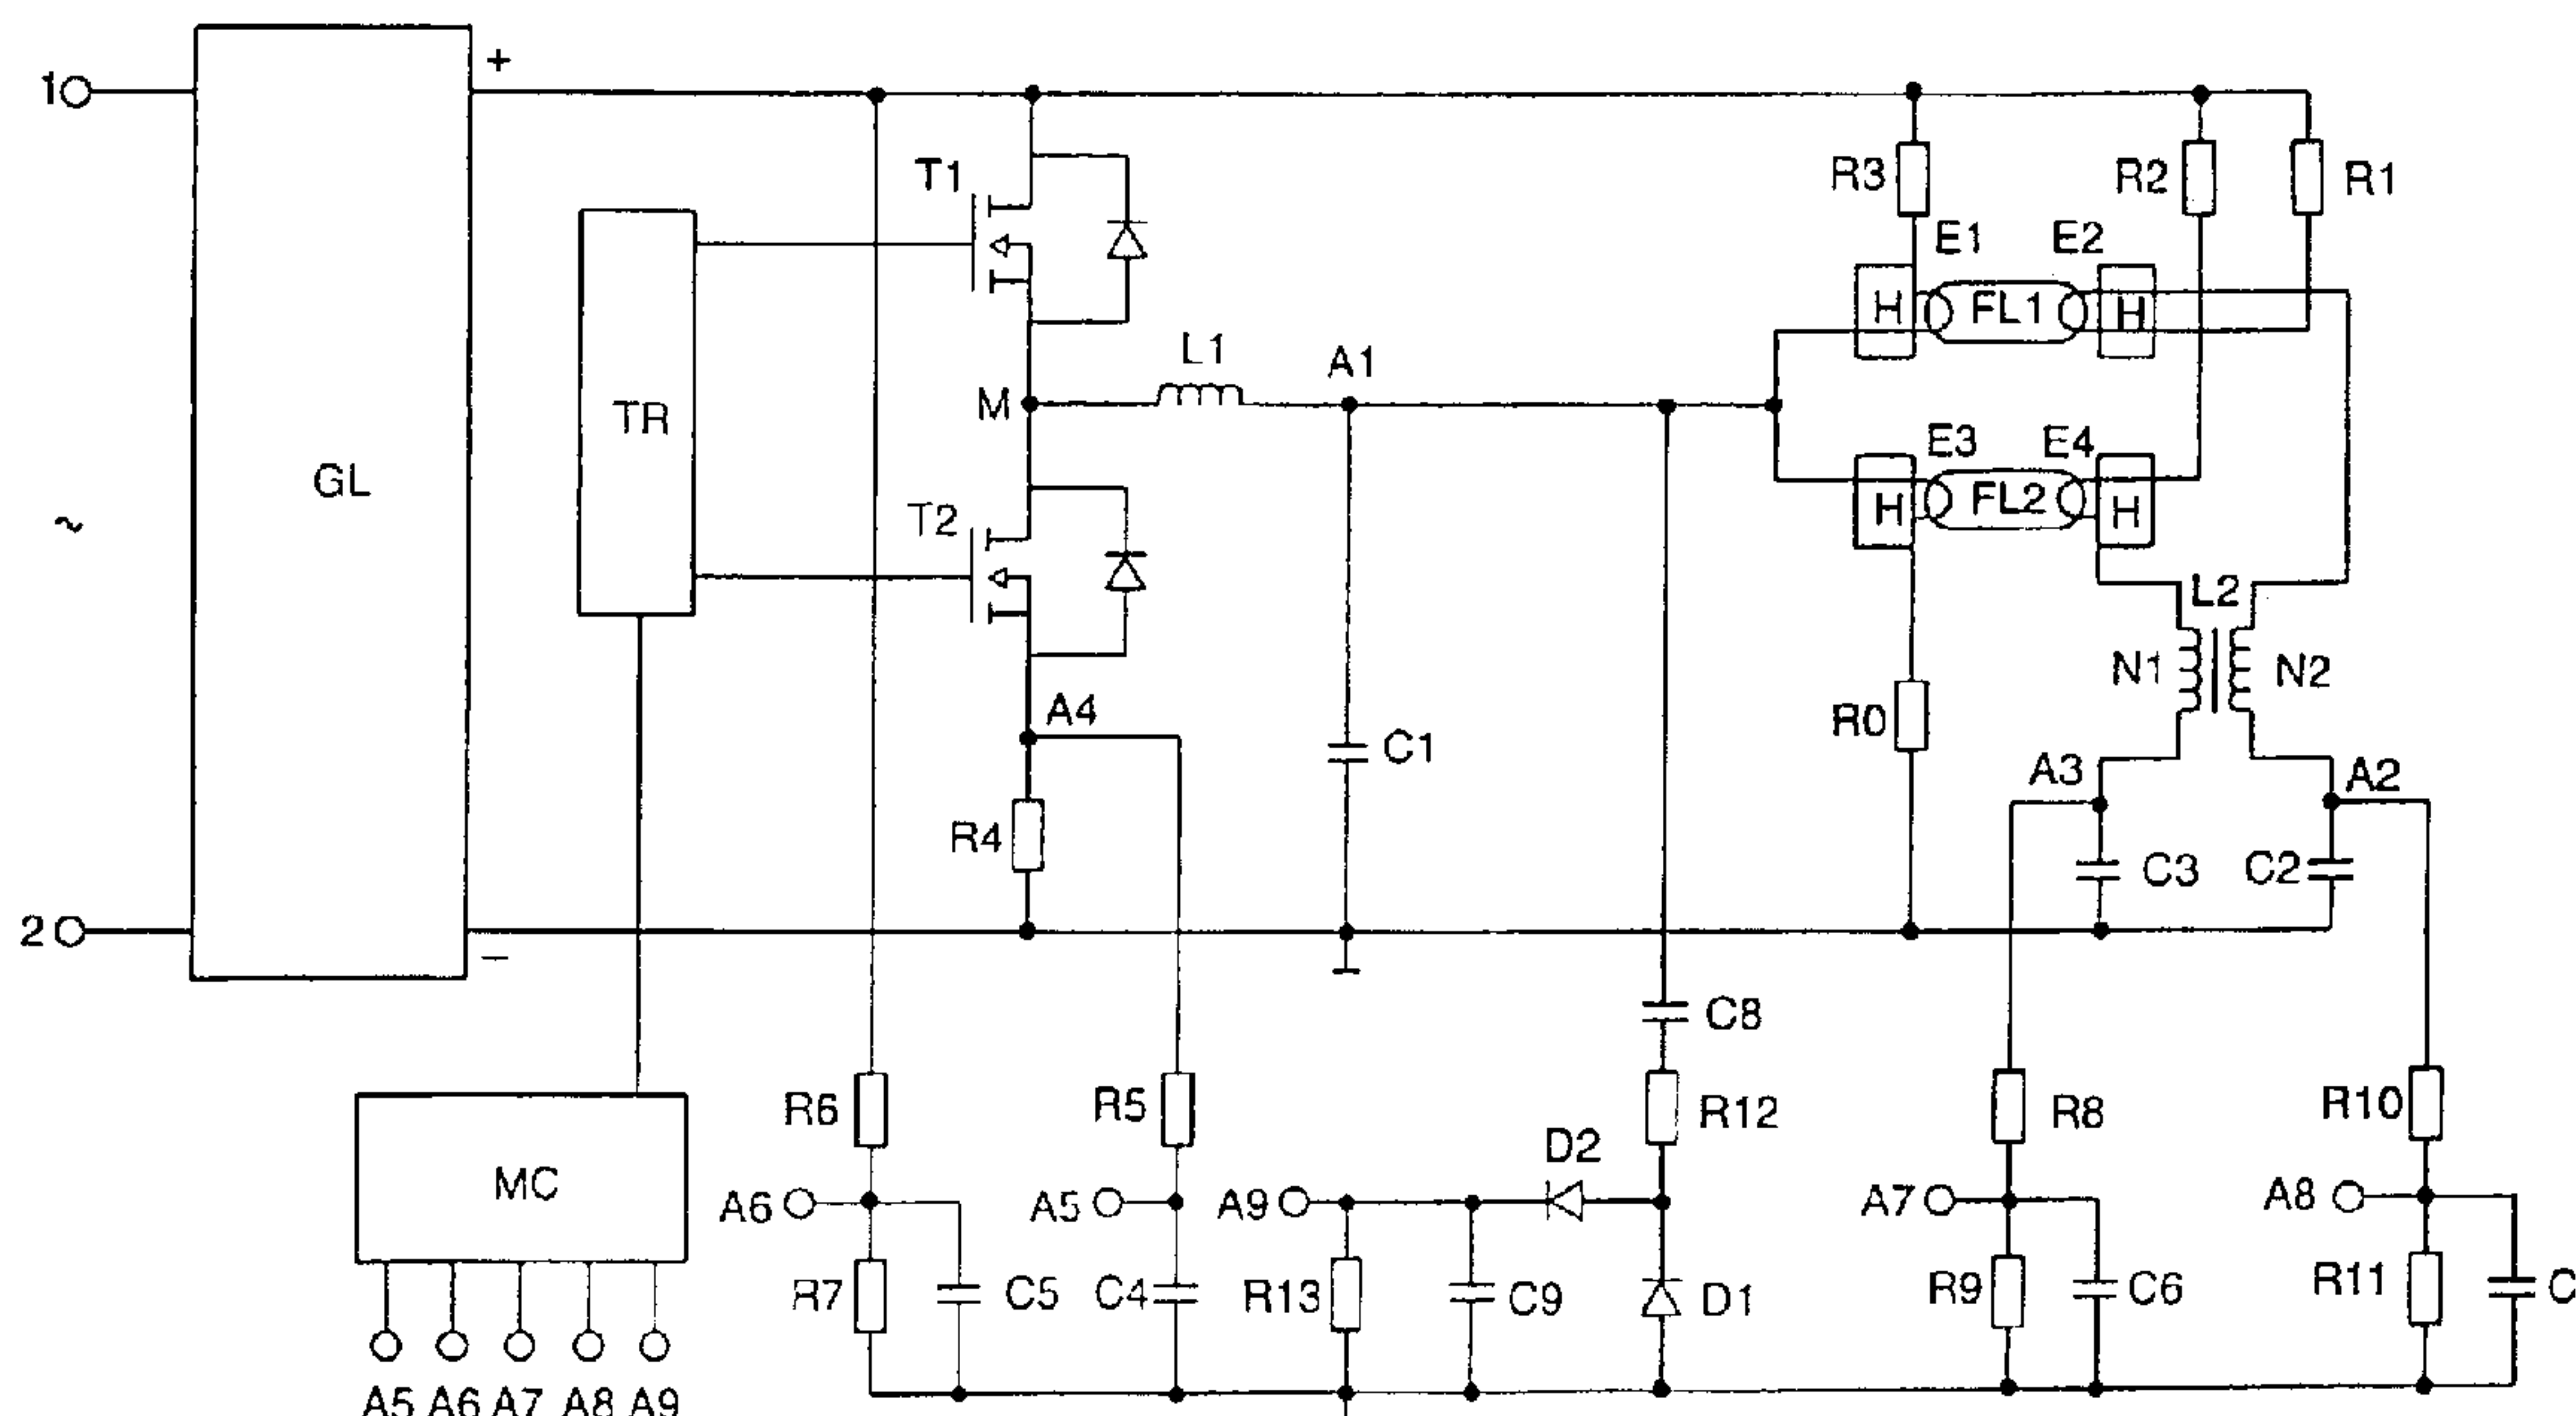 1
+
T1
R3
R2
R1
E1
E2
H
FL1
H
L1
A1
M
TR
GL
E3
E4
H
FL2
H
~
T2
L2
N1
N2
A4
R0
C1
A3
A2
R4
C3
C2
2
–
C8
R6
R5
R12
R8
R10
D2
MC
A6
A5
A9
A7
A8
R7
C5
C4
R13
C9
D1
R9
C6
R11
C
A5 A6 A7 A8 A9